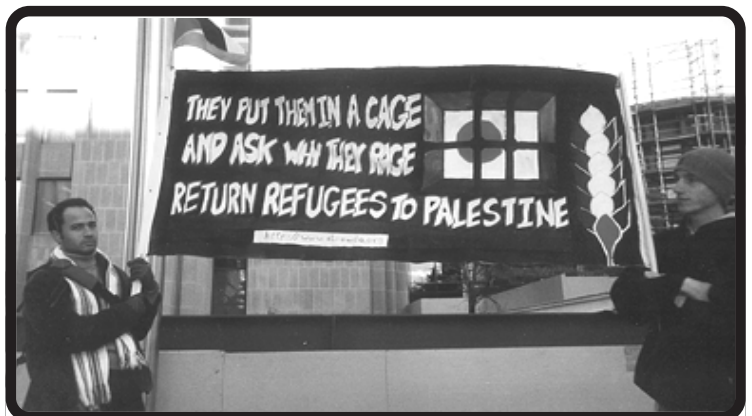 THEY PUT THEM IN A CAGE
AND ASK WHY THEY RAGE
RETURN REFUGEES TO PALESTINE